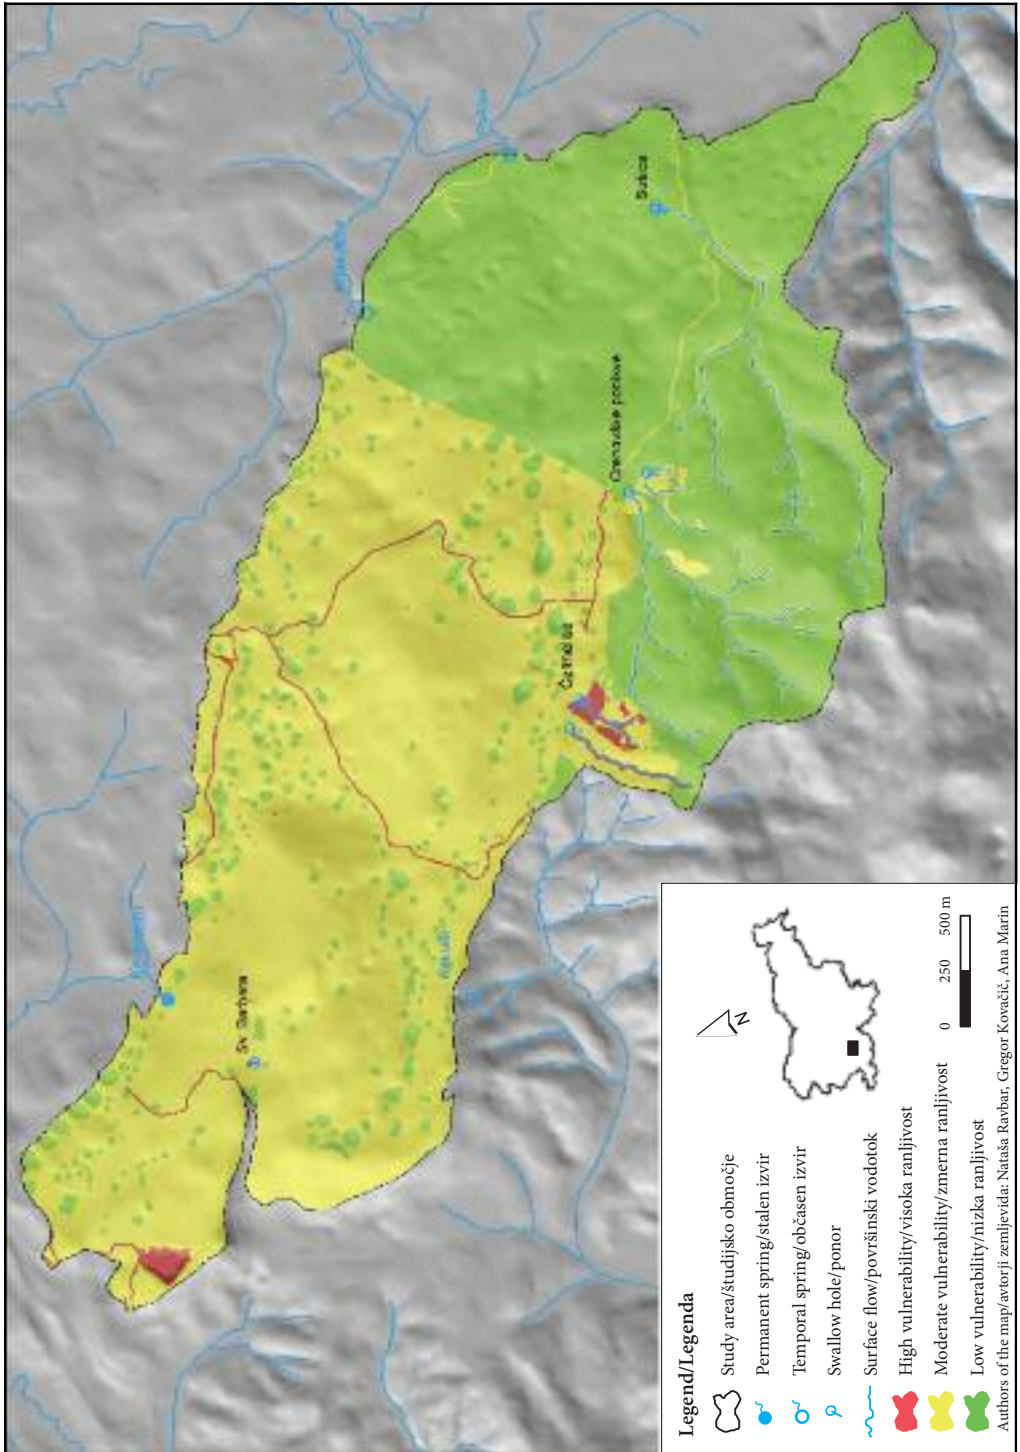 Sušica
Sv. Barbara
Legend/Legenda
Study area/študijsko območje
Permanent spring/stalen izvir
Temporal spring/občasen izvir
Swallow hole/ponor
Surface flow/površinski vodotok
High vulnerability/visoka ranljivost
Moderate vulnerability/zmerna ranljivost
Low vulnerability/nizka ranljivost
N
0 250 500 m
Authors of the map/avtorji zemljevida: Nataša Ravbar, Gregor Kovačič, Ana Marin